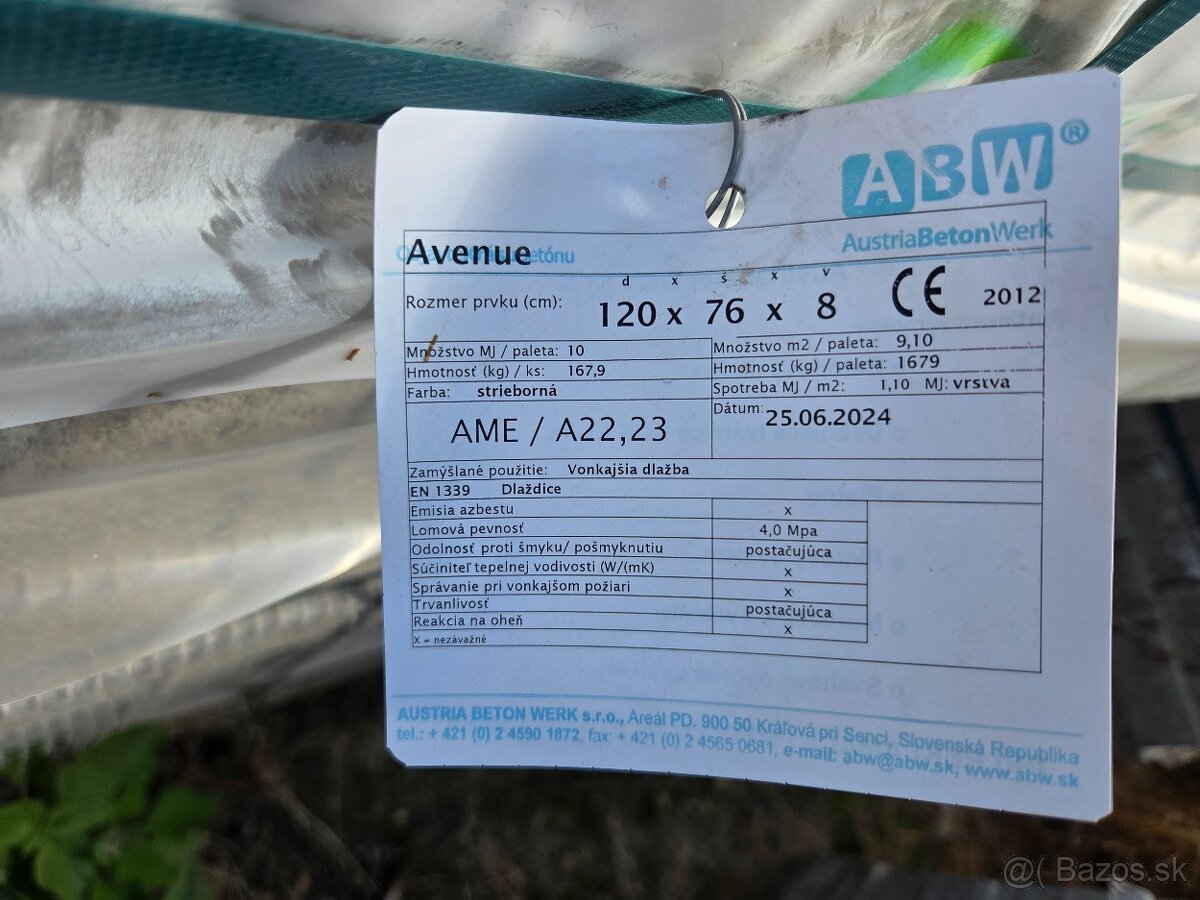 ABW®
AustriaBetonWerk
Avenue
d x š x v
Rozmer prvku (cm): 120 x 76 x 8 CE 2012
Množstvo MJ / paleta: 10 Množstvo m2 / paleta: 9,10
Hmotnosť (kg) / ks: 167,9 Hmotnosť (kg) / paleta: 1679
Farba: strieborná Spotreba MJ / m2: 1,10 MJ: vrstva
AME / A22,23 Dátum: 25.06.2024
Zamýšlané použitie: Vonkajšia dlažba
EN 1339 Dlaždice
Emisia azbestu x
Lomová pevnosť 4,0 Mpa
Odolnosť proti šmyku/ pošmyknutiu postačujúca
Súčiniteľ tepelnej vodivosti (W/(mK) x
Správanie pri vonkajšom požiari x
Trvanlivosť postačujúca
Reakcia na oheň x
X = nezávažné
AUSTRIA BETON WERK s.r.o., Areál PD. 900 50 Kráľová pri Senci, Slovenská Republika
tel.: + 421 (0) 2 4590 1872, fax: + 421 (0) 2 4565 0681, e-mail: abw@abw.sk, www.abw.sk
@( Bazos.sk